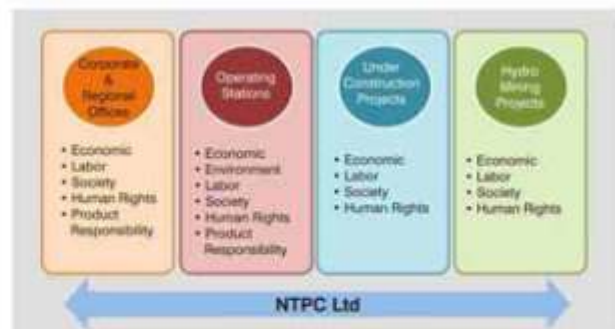 Corporate
&
Regional
Offices
• Economic
• Labor
• Society
• Human Rights
• Product
Responsibility
Operating
Stations
• Economic
• Environment
• Labor
• Society
• Human Rights
• Product
Responsibility
Under
Construction
Projects
• Economic
• Labor
• Society
• Human Rights
Hydro
Mining
Projects
• Economic
• Labor
• Society
• Human Rights
NTPC Ltd